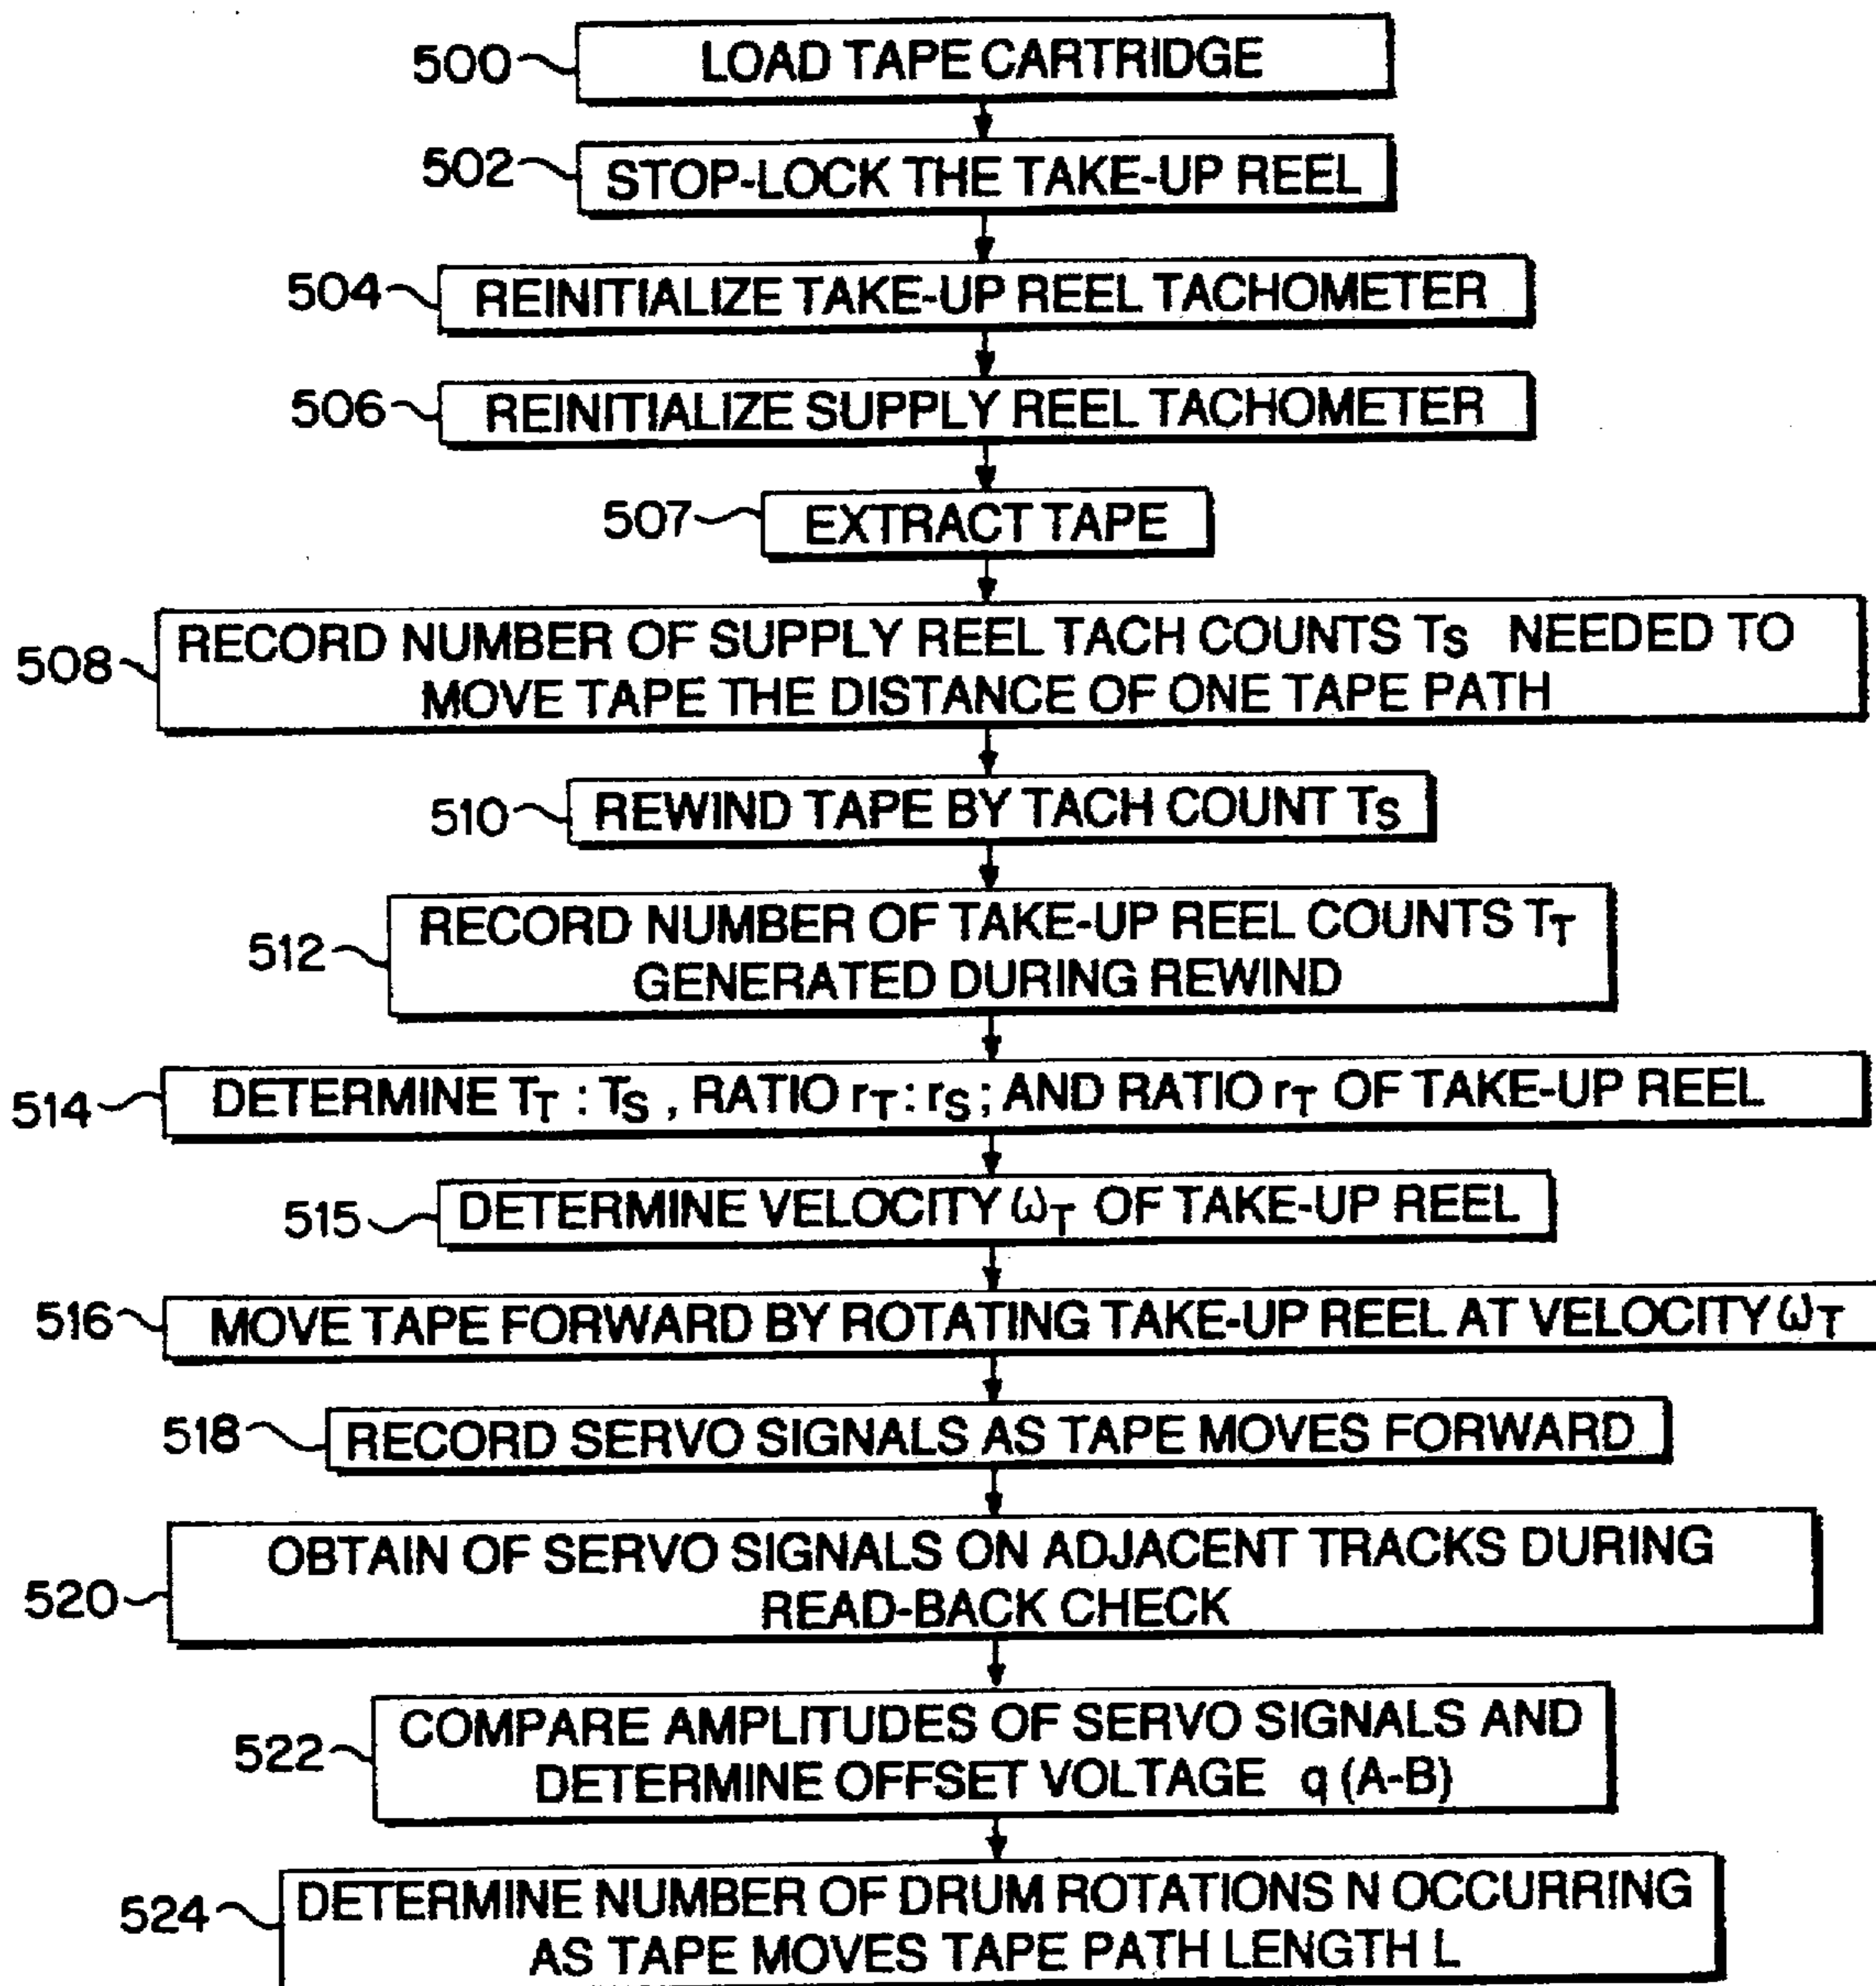 500 LOAD TAPE CARTRIDGE
502 STOP-LOCK THE TAKE-UP REEL
504 REINITIALIZE TAKE-UP REEL TACHOMETER
506 REINITIALIZE SUPPLY REEL TACHOMETER
507 EXTRACT TAPE
508 RECORD NUMBER OF SUPPLY REEL TACH COUNTS TS NEEDED TO
MOVE TAPE THE DISTANCE OF ONE TAPE PATH
510 REWIND TAPE BY TACH COUNT TS
512 RECORD NUMBER OF TAKE-UP REEL COUNTS TT
GENERATED DURING REWIND
514 DETERMINE TT : TS , RATIO rT : rS ; AND RATIO rT OF TAKE-UP REEL
515 DETERMINE VELOCITY ωT OF TAKE-UP REEL
516 MOVE TAPE FORWARD BY ROTATING TAKE-UP REEL AT VELOCITY ωT
518 RECORD SERVO SIGNALS AS TAPE MOVES FORWARD
520 OBTAIN OF SERVO SIGNALS ON ADJACENT TRACKS DURING
READ-BACK CHECK
522 COMPARE AMPLITUDES OF SERVO SIGNALS AND
DETERMINE OFFSET VOLTAGE q (A-B)
524 DETERMINE NUMBER OF DRUM ROTATIONS N OCCURRING
AS TAPE MOVES TAPE PATH LENGTH L